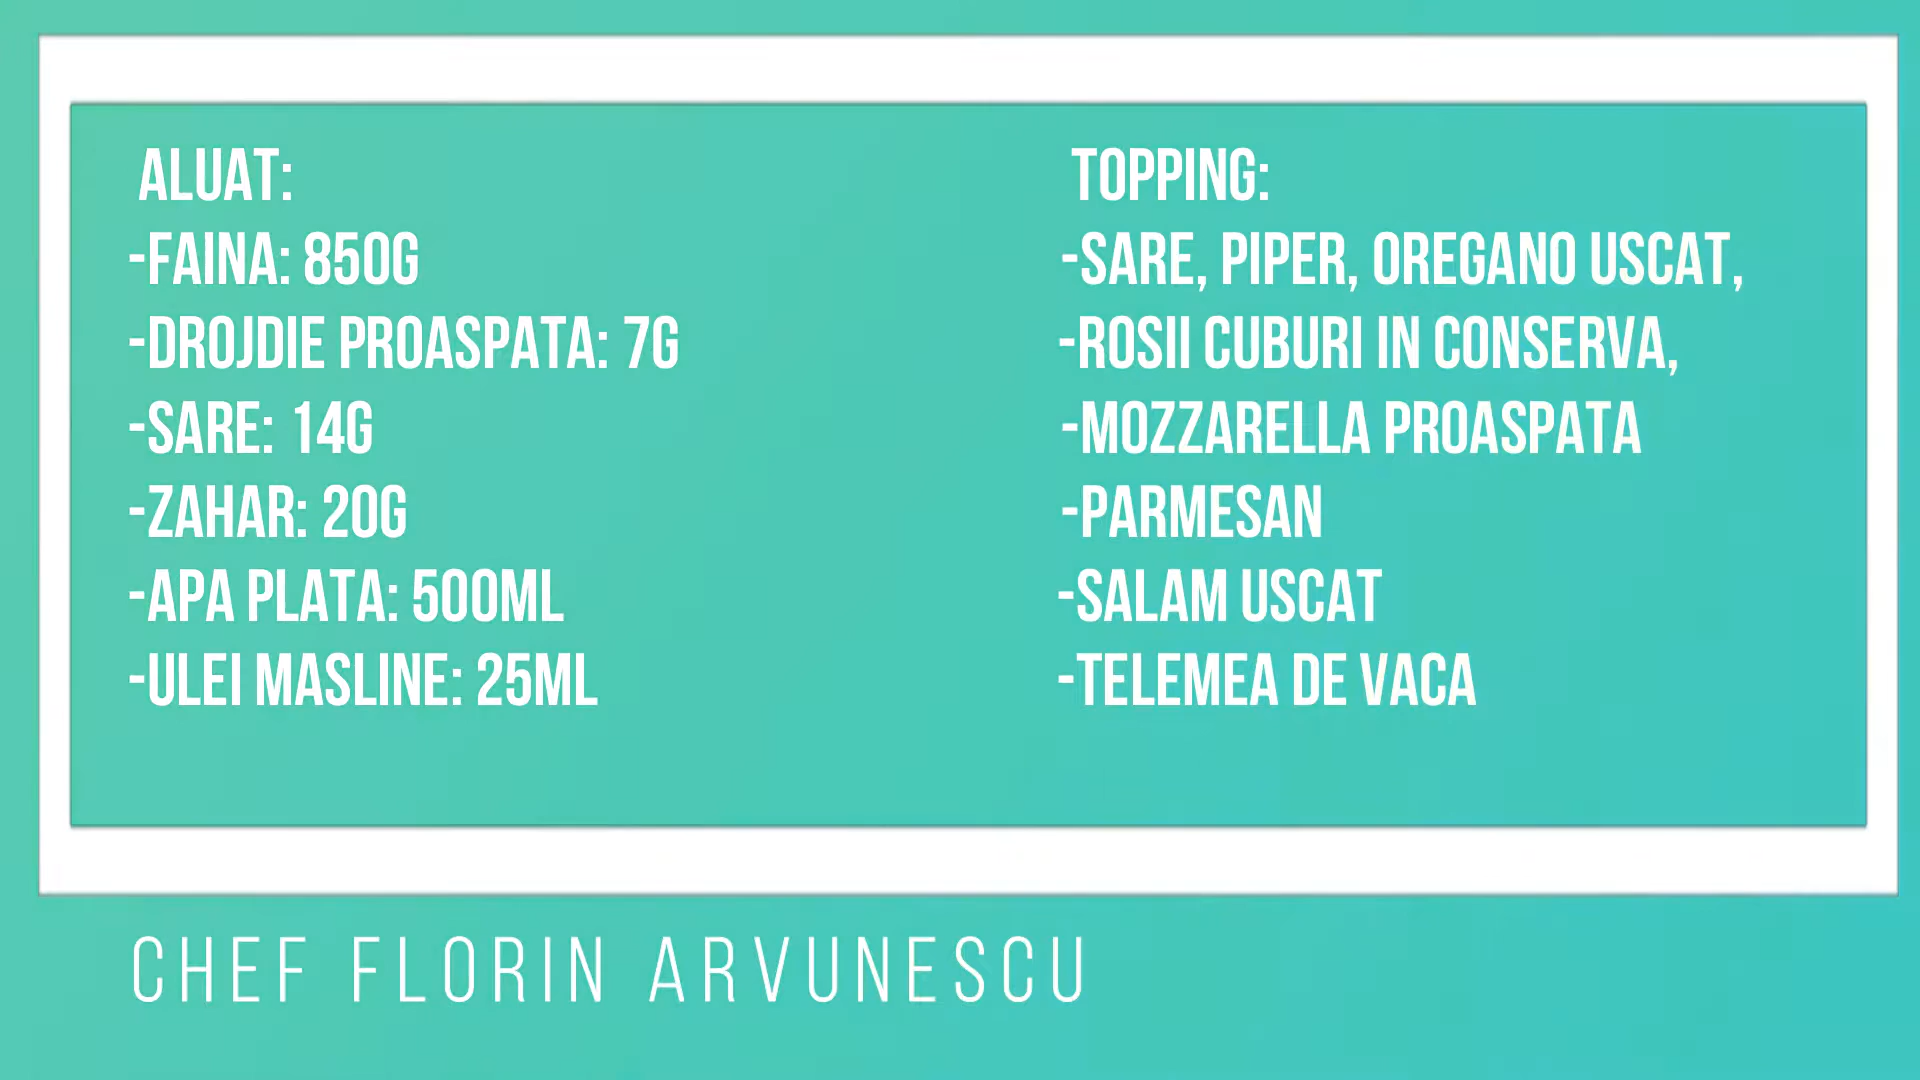 ALUAT:
-FAINA: 850G
-DROJDIE PROASPATA: 7G
-SARE: 14G
-ZAHAR: 20G
-APA PLATA: 500ML
-ULEI MASLINE: 25ML
TOPPING:
-SARE, PIPER, OREGANO USCAT,
-ROSII CUBURI IN CONSERVA,
-MOZZARELLA PROASPATA
-PARMESAN
-SALAM USCAT
-TELEMEA DE VACA
CHEF FLORIN ARVUNESCU